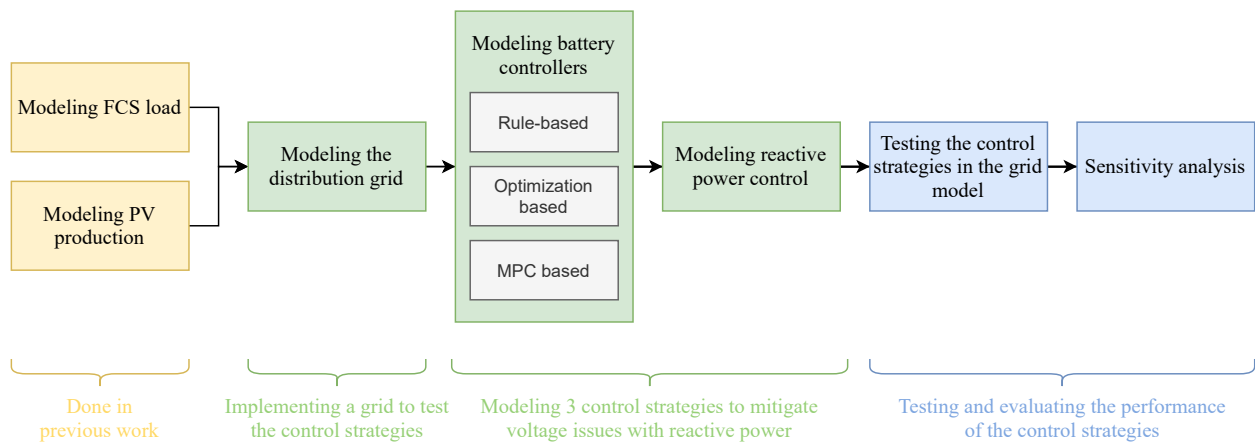 Modeling FCS load
Modeling PV
production
Modeling the
distribution grid
Modeling battery
controllers
Rule-based
Optimization
based
MPC based
Modeling reactive
power control
Testing the control
strategies in the grid
model
Sensitivity analysis
Done in
previous work
Implementing a grid to test
the control strategies
Modeling 3 control strategies to mitigate
voltage issues with reactive power
Testing and evaluating the performance
of the control strategies